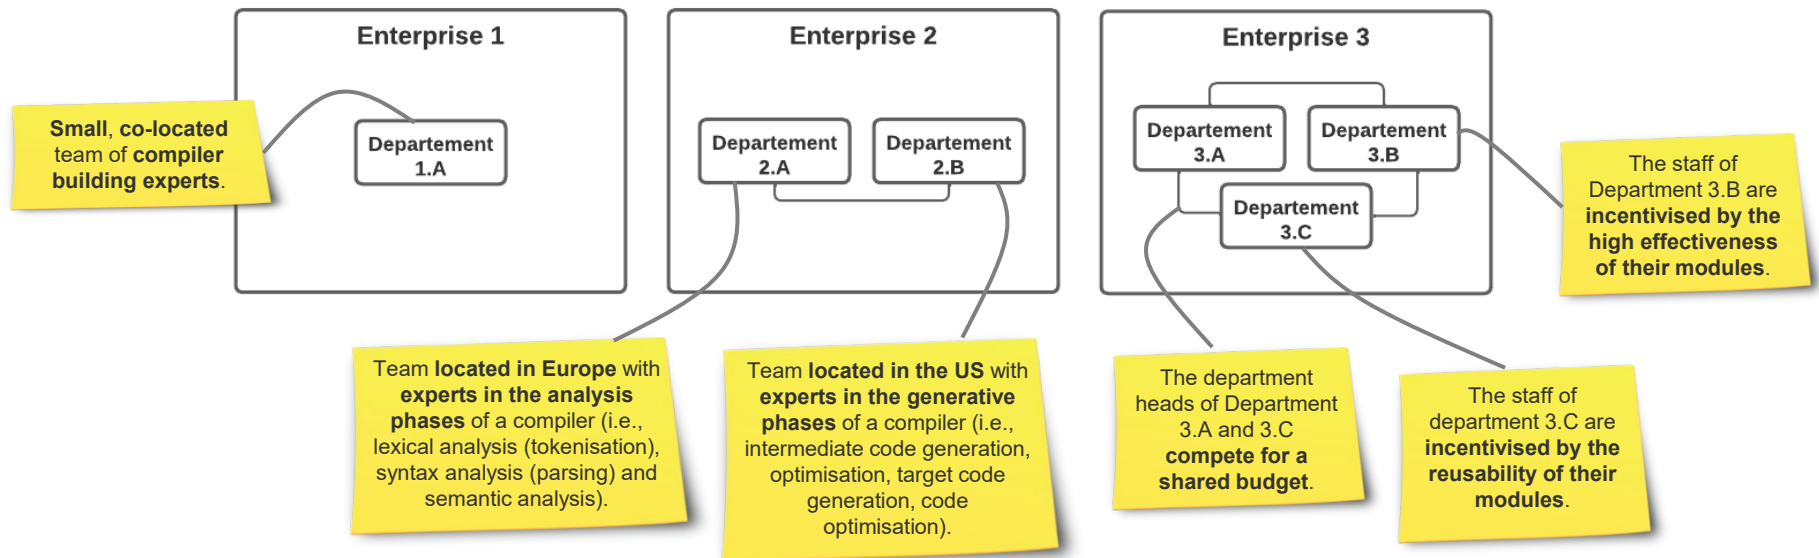 Enterprise 1
Enterprise 2
Enterprise 3
Small, co-located
team of compiler
building experts.
Departement
1.A
Departement
2.A
Departement
2.B
Departement
3.A
Departement
3.B
Departement
3.C
The staff of
Department 3.B are
incentivised by the
high effectiveness
of their modules.
Team located in Europe with
experts in the analysis
phases of a compiler (i.e.,
lexical analysis (tokenisation),
syntax analysis (parsing) and
semantic analysis).
Team located in the US with
experts in the generative
phases of a compiler (i.e.,
intermediate code generation,
optimisation, target code
generation, code
optimisation).
The department
heads of Department
3.A and 3.C
compete for a
shared budget.
The staff of
department 3.C are
incentivised by the
reusability of their
modules.